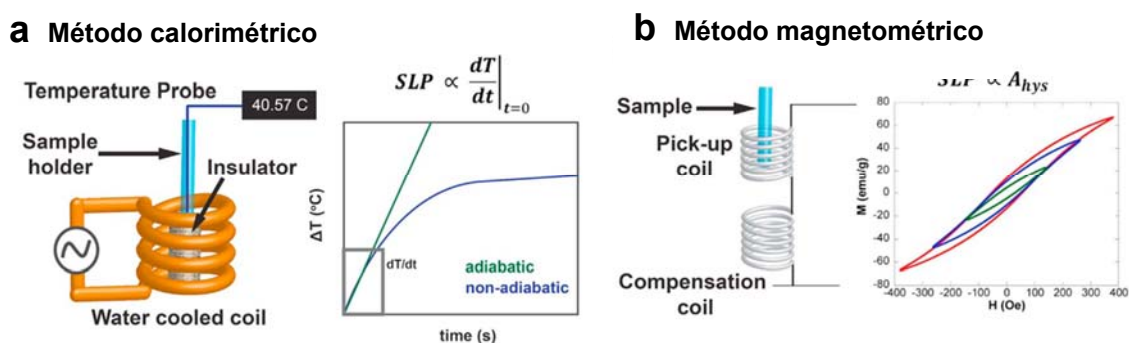 a Método calorimétrico
Temperature Probe
40.57 C
Sample
holder
Insulator
Water cooled coil
SLP ∝ dT/dt|t=0
ΔT (°C)
dT/dt
adiabatic
non-adiabatic
time (s)
b Método magnetométrico
Sample
Pick-up
coil
Compensation
coil
SLP ∝ Ahys
M (emu/g)
80
60
40
20
0
-20
-40
-60
-80
-400 -300 -200 -100 0 100 200 300 400
H (Oe)